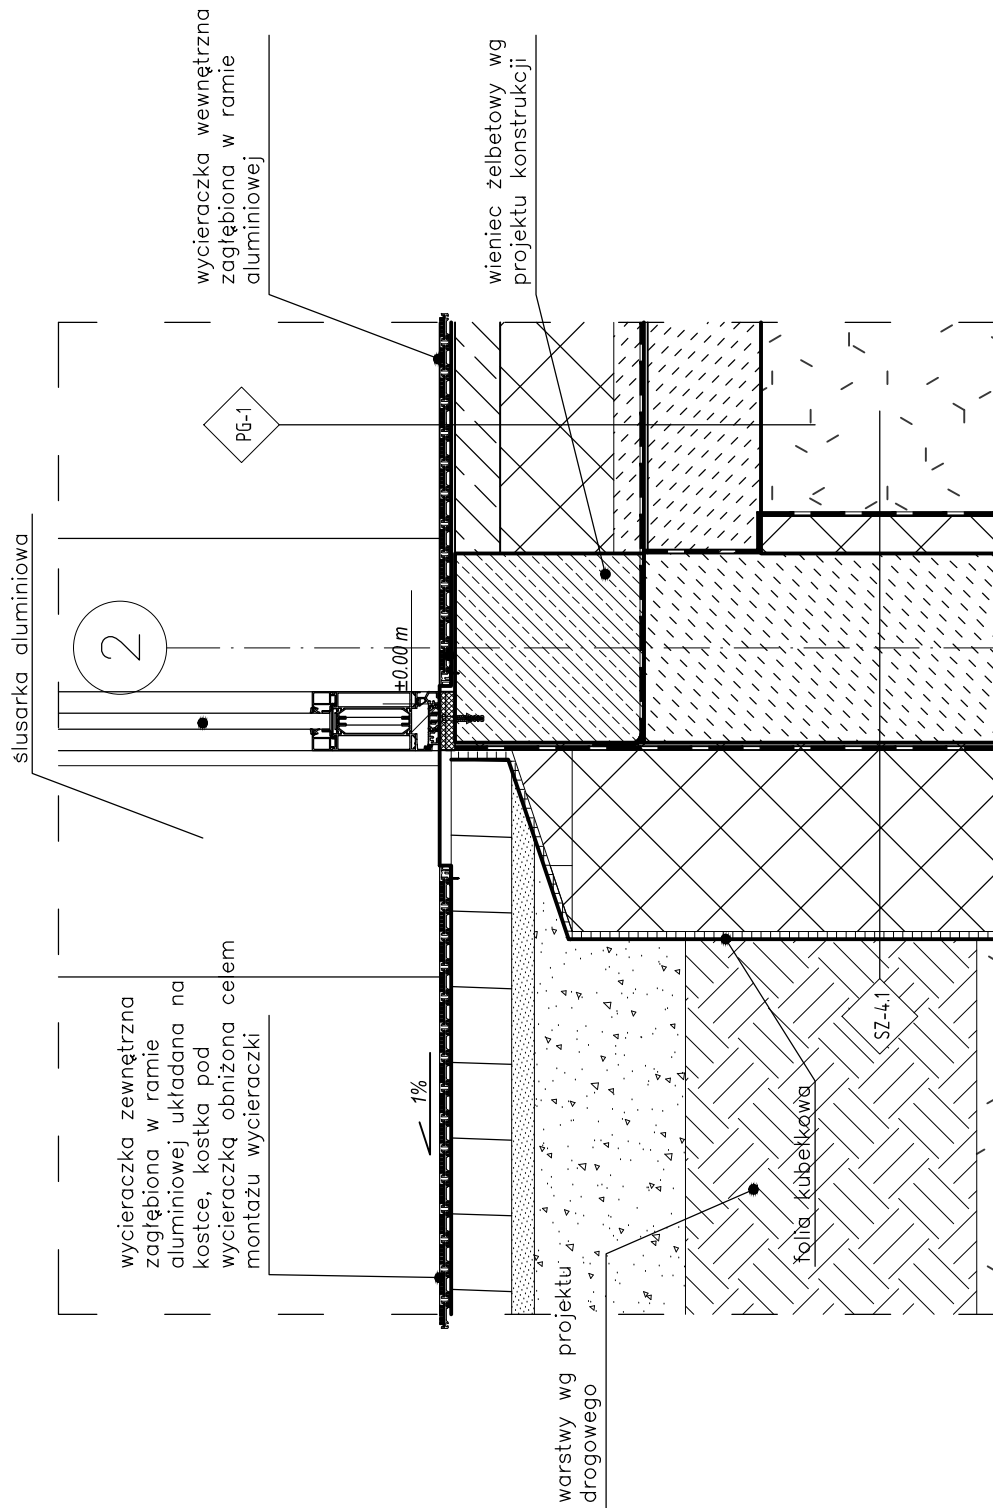 ślusarka aluminiowa
wycieraczka zewnętrzna
zagłębiona w ramie
aluminiowej układana na
kostce, kostka pod
wycieraczką obniżona celem
montażu wycieraczki
wycieraczka wewnętrzna
zagłębiona w ramie
aluminiowej
2
PG-1
±0.00 m
1%
wieniec żelbetowy wg
projektu konstrukcji
warstwy wg projektu
drogowego
folia kubełkowa
SZ-4.1